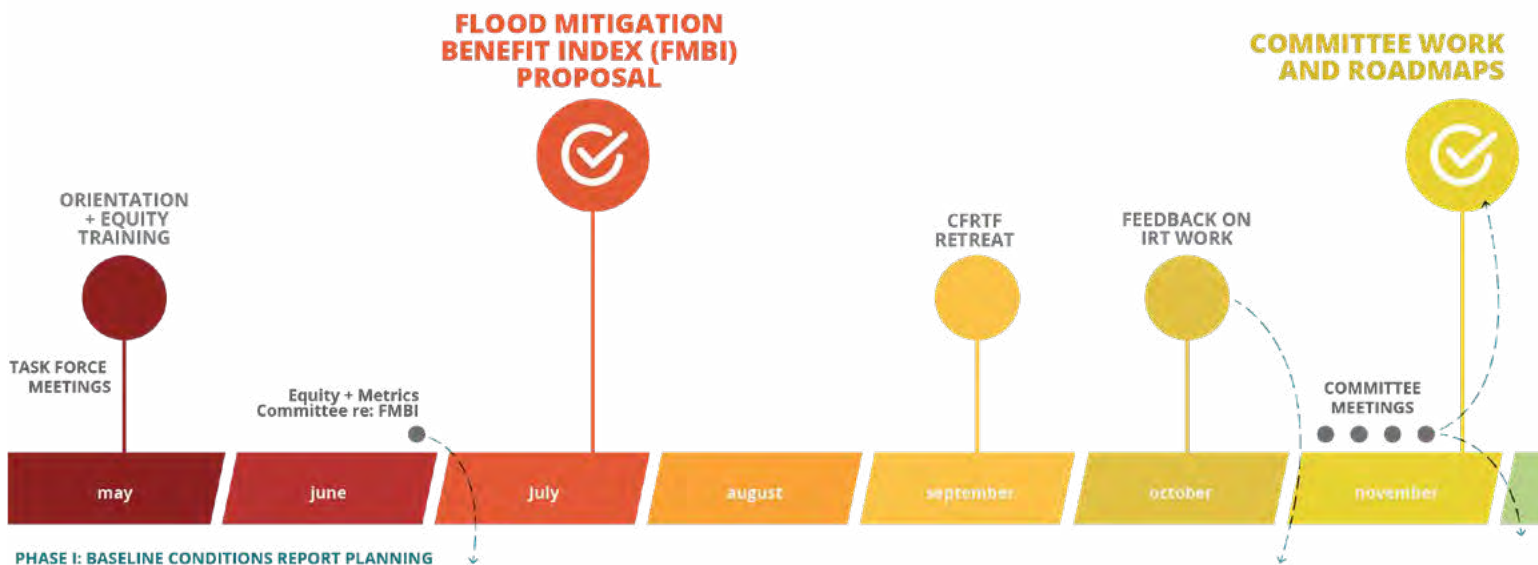 FLOOD MITIGATION
BENEFIT INDEX (FMBI)
PROPOSAL
COMMITTEE WORK
AND ROADMAPS
ORIENTATION
+ EQUITY
TRAINING
CFRTF
RETREAT
FEEDBACK ON
IRT WORK
TASK FORCE
MEETINGS
Equity + Metrics
Committee re: FMBI
COMMITTEE
MEETINGS
may
june
July
august
september
october
november
PHASE I: BASELINE CONDITIONS REPORT PLANNING